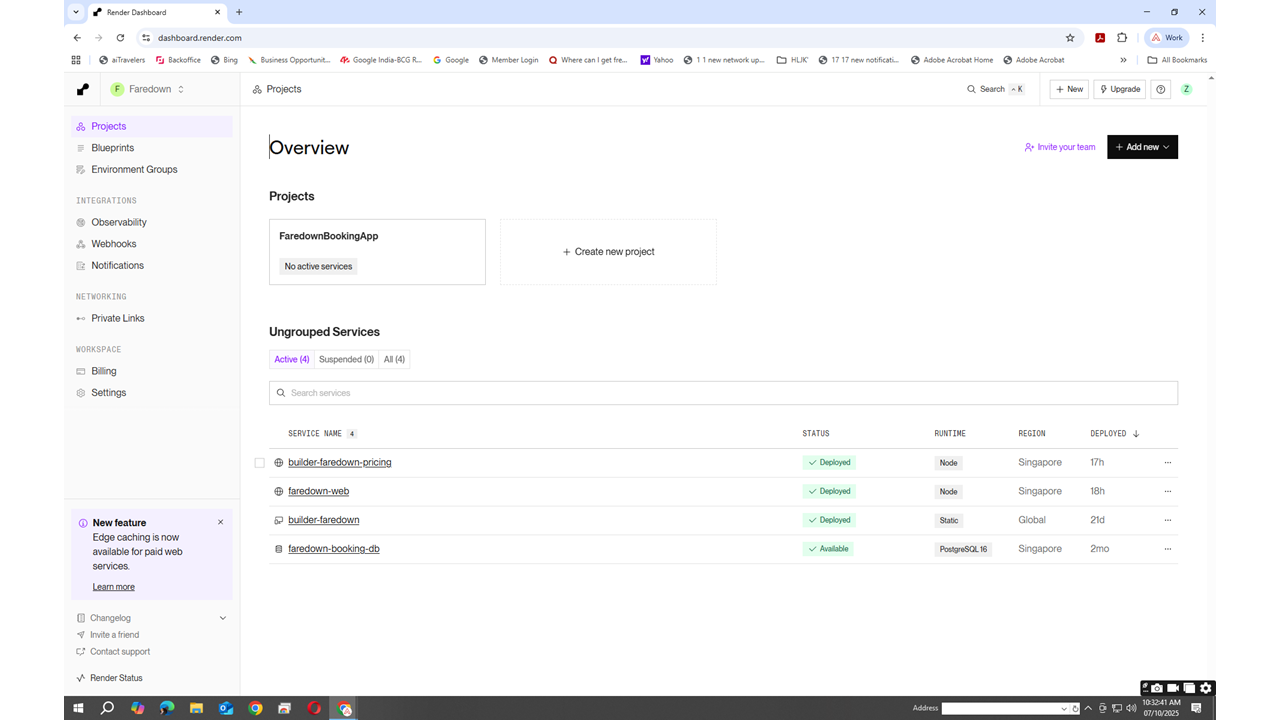 Render Dashboard
dashboard.render.com
Work
aiTravelers
Backoffice
Bing
Business Opportunit...
Google India-BCG R...
Google
Member Login
Where can I get fre...
Yahoo
1 1 new network up...
HLJK'
17 17 new notificati...
Adobe Acrobat Home
Adobe Acrobat
All Bookmarks
F Faredown
Projects
Search ^ K
+ New
Upgrade
Z
Projects
Blueprints
Environment Groups
INTEGRATIONS
Observability
Webhooks
Notifications
NETWORKING
Private Links
WORKSPACE
Billing
Settings
New feature
Edge caching is now
available for paid web
services.
Learn more
Changelog
Invite a friend
Contact support
Render Status
Overview
Invite your team
+ Add new
Projects
FaredownBookingApp
No active services
+ Create new project
Ungrouped Services
Active (4) Suspended (0) All (4)
Search services
SERVICE NAME 4 STATUS RUNTIME REGION DEPLOYED ↓
builder-faredown-pricing ✓ Deployed Node Singapore 17h ...
faredown-web ✓ Deployed Node Singapore 18h ...
builder-faredown ✓ Deployed Static Global 21d ...
faredown-booking-db ✓ Available PostgreSQL 16 Singapore 2mo ...
Address
10:32:41 AM
07/10/2025